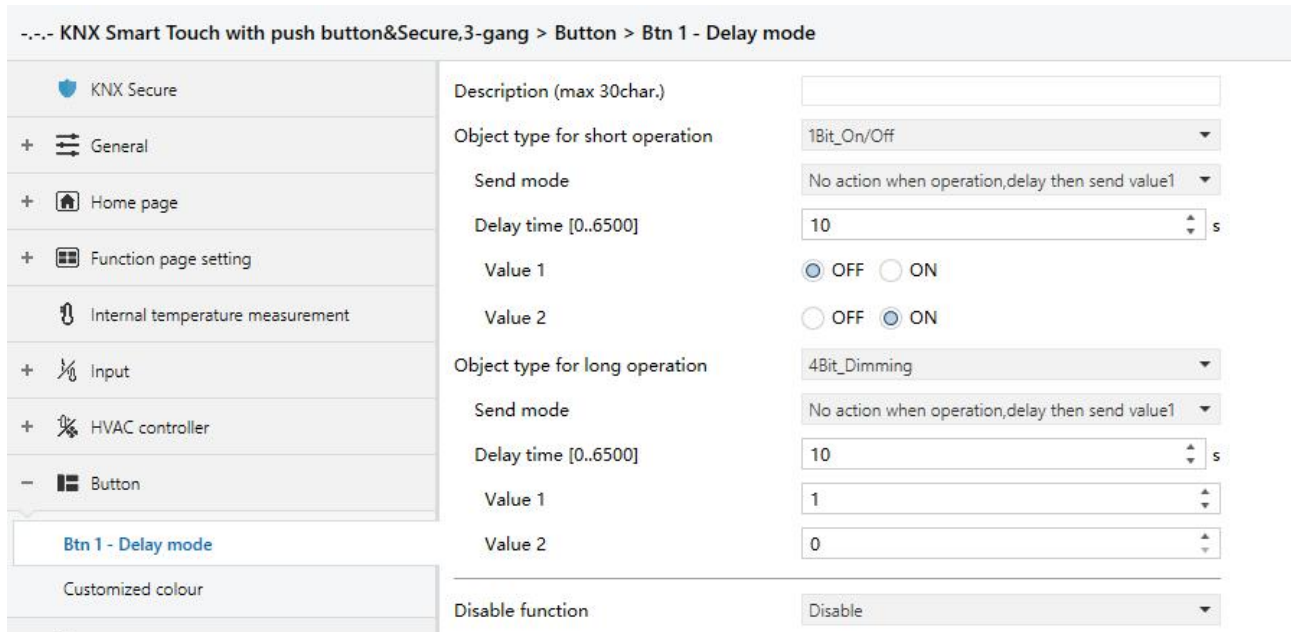 -.-.- KNX Smart Touch with push button&Secure,3-gang > Button > Btn 1 - Delay mode
KNX Secure
+ General
+ Home page
+ Function page setting
Internal temperature measurement
+ Input
+ HVAC controller
− Button
Btn 1 - Delay mode
Customized colour
Description (max 30char.)
Object type for short operation 1Bit_On/Off
Send mode No action when operation,delay then send value1
Delay time [0..6500] 10 s
Value 1 OFF ON
Value 2 OFF ON
Object type for long operation 4Bit_Dimming
Send mode No action when operation,delay then send value1
Delay time [0..6500] 10 s
Value 1 1
Value 2 0
Disable function Disable